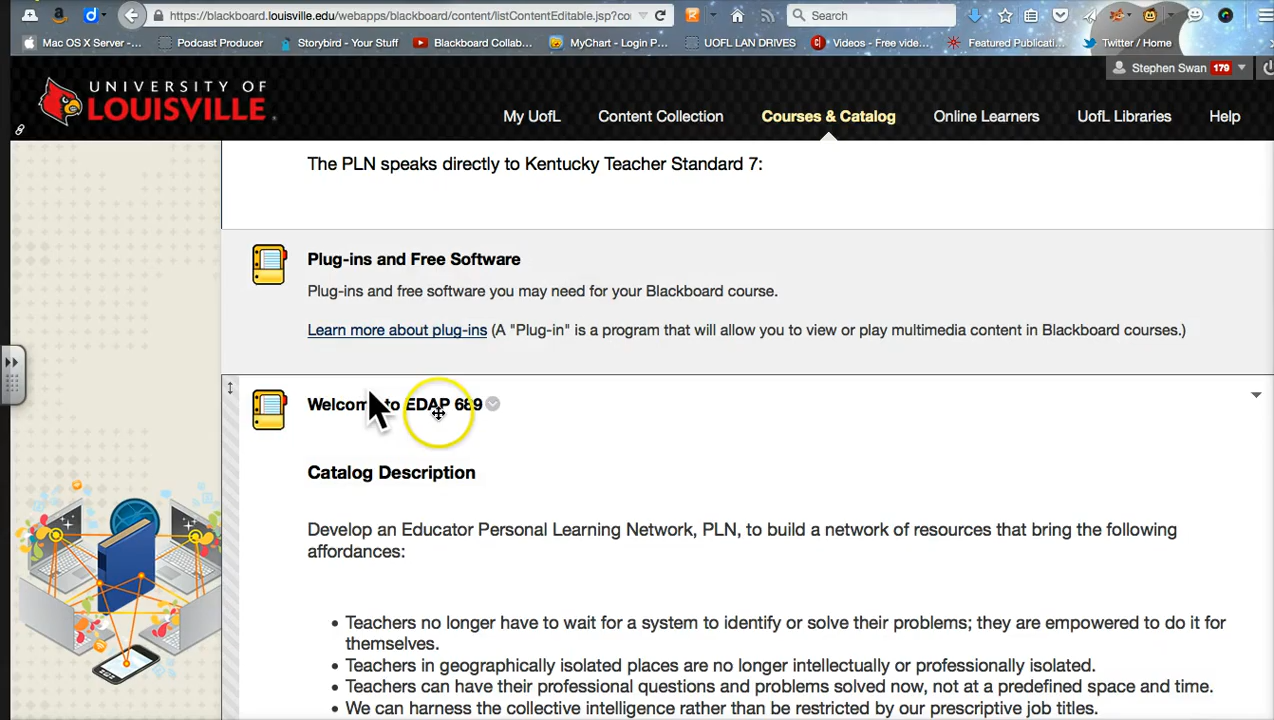 https://blackboard.louisville.edu/webapps/blackboard/content/listContentEditable.jsp?co
Search
Mac OS X Server -...
Podcast Producer
Storybird - Your Stuff
Blackboard Collab...
MyChart - Login P...
UOFL LAN DRIVES
Videos - Free vide...
Featured Publicati...
Twitter / Home
Stephen Swan 179
UNIVERSITY OF
LOUISVILLE
My UofL
Content Collection
Courses & Catalog
Online Learners
UofL Libraries
Help
The PLN speaks directly to Kentucky Teacher Standard 7:
Plug-ins and Free Software
Plug-ins and free software you may need for your Blackboard course.
Learn more about plug-ins (A "Plug-in" is a program that will allow you to view or play multimedia content in Blackboard courses.)
Welcom to EDAP 689
Catalog Description
Develop an Educator Personal Learning Network, PLN, to build a network of resources that bring the following
affordances:
• Teachers no longer have to wait for a system to identify or solve their problems; they are empowered to do it for
themselves.
• Teachers in geographically isolated places are no longer intellectually or professionally isolated.
• Teachers can have their professional questions and problems solved now, not at a predefined space and time.
• We can harness the collective intelligence rather than be restricted by our prescriptive job titles.